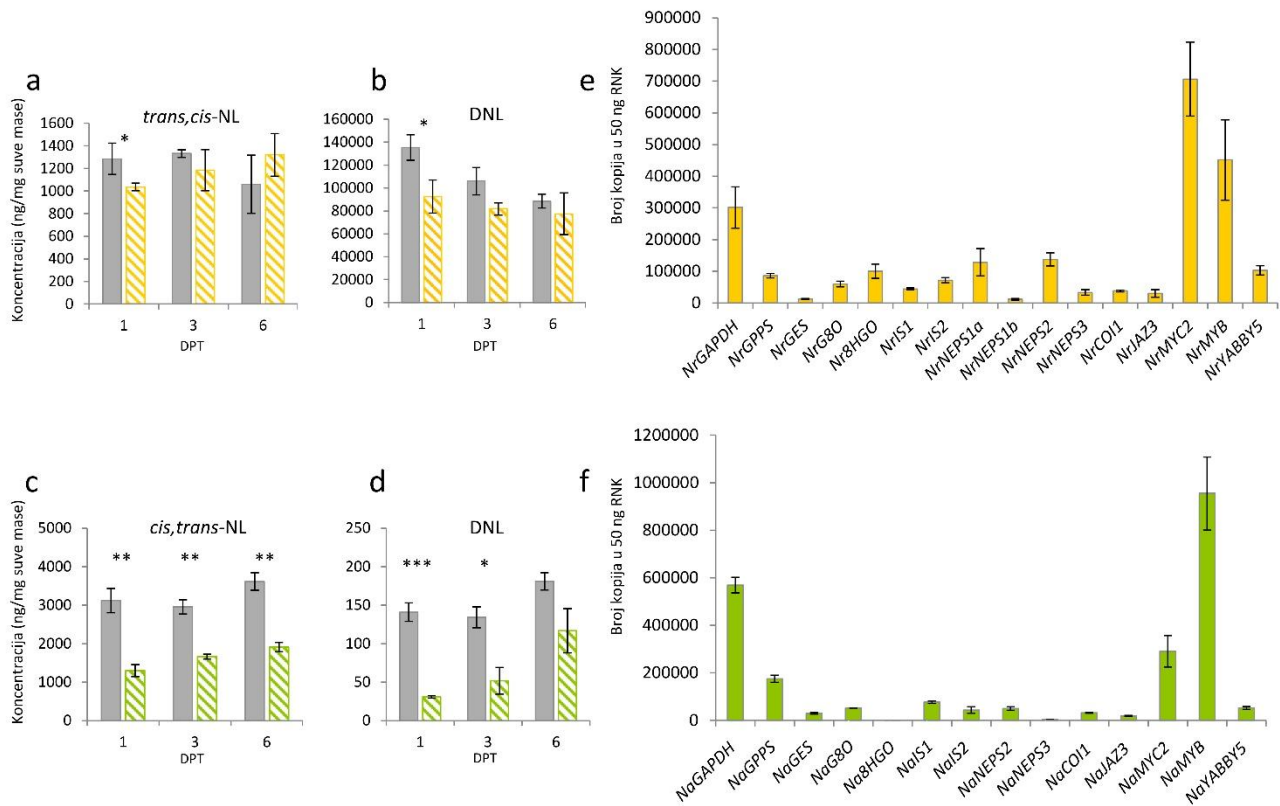 a
trans,cis-NL
Koncentracija (ng/mg suve mase)
1600
1400
1200
1000
800
600
400
200
0
*
1 3 6
DPT
b
DNL
160000
140000
120000
100000
80000
60000
40000
20000
0
*
1 3 6
DPT
e
Broj kopija u 50 ng RNK
900000
800000
700000
600000
500000
400000
300000
200000
100000
0
NrGAPDH
NrGPPS
NrGES
NrG8O
Nr8HGO
NrIS1
NrIS2
NrNEPS1a
NrNEPS1b
NrNEPS2
NrNEPS3
NrCOI1
NrJAZ3
NrMYC2
NrMYB
NrYABBY5
c
cis,trans-NL
Koncentracija (ng/mg suve mase)
5000
4000
3000
2000
1000
0
** ** **
1 3 6
DPT
d
DNL
250
200
150
100
50
0
*** *
1 3 6
DPT
f
Broj kopija u 50 ng RNK
1200000
1000000
800000
600000
400000
200000
0
NaGAPDH
NaGPPS
NaGES
NaG8O
Na8HGO
NaIS1
NaIS2
NaNEPS2
NaNEPS3
NaCOI1
NaJAZ3
NaMYC2
NaMYB
NaYABBY5